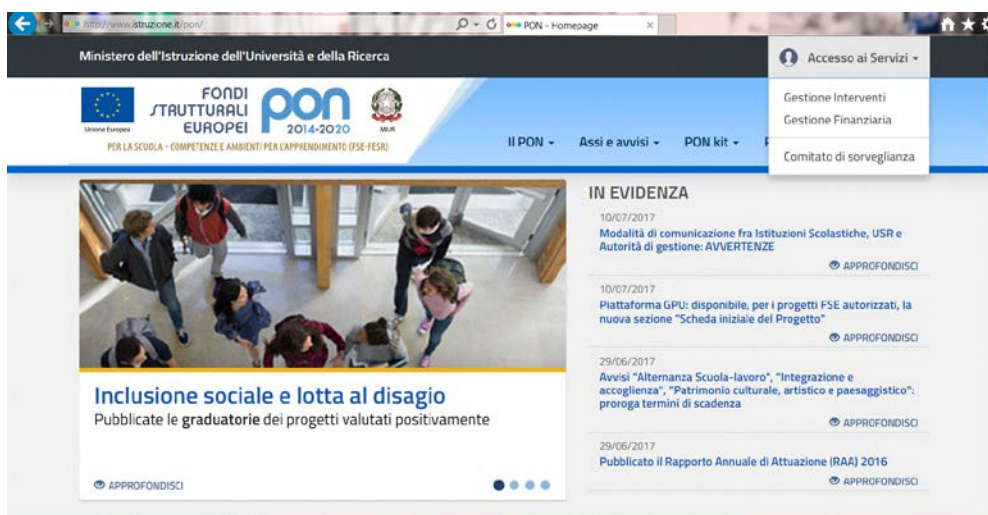 http://www.istruzione.it/pon/
PON - Homepage
Ministero dell'Istruzione dell'Università e della Ricerca
Accesso ai Servizi
Gestione Interventi
Gestione Finanziaria
Comitato di sorveglianza
Unione Europea
FONDI
STRUTTURALI
EUROPEI
pon
2014-2020
MIUR
PER LA SCUOLA - COMPETENZE E AMBIENTI PER L'APPRENDIMENTO (FSE-FESR)
Il PON
Assi e avvisi
PON kit
IN EVIDENZA
10/07/2017
Modalità di comunicazione fra Istituzioni Scolastiche, USR e
Autorità di gestione: AVVERTENZE
APPROFONDISCI
10/07/2017
Piattaforma GPU: disponibile, per i progetti FSE autorizzati, la
nuova sezione "Scheda iniziale del Progetto"
APPROFONDISCI
29/06/2017
Avvisi "Alternanza Scuola-lavoro", "Integrazione e
accoglienza", "Patrimonio culturale, artistico e paesaggistico":
proroga termini di scadenza
APPROFONDISCI
29/06/2017
Pubblicato il Rapporto Annuale di Attuazione (RAA) 2016
APPROFONDISCI
Inclusione sociale e lotta al disagio
Pubblicate le graduatorie dei progetti valutati positivamente
APPROFONDISCI